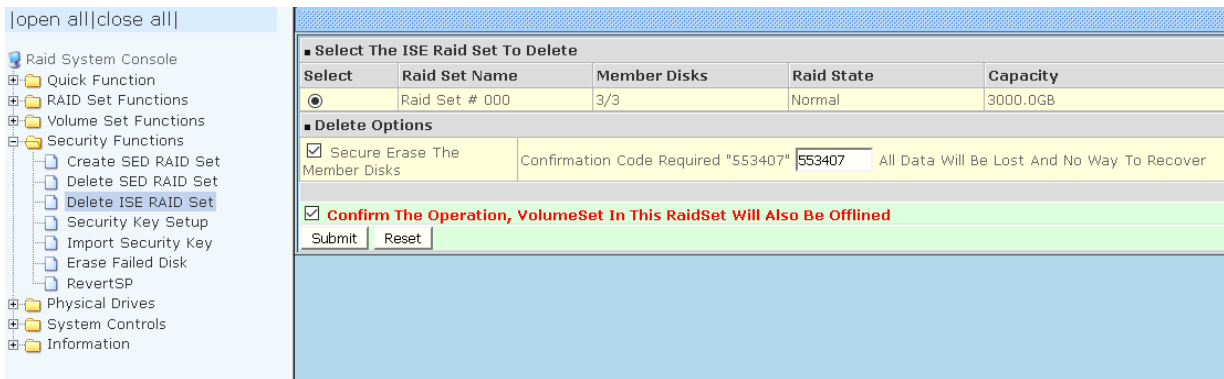 |open all|close all|
Raid System Console
Quick Function
RAID Set Functions
Volume Set Functions
Security Functions
Create SED RAID Set
Delete SED RAID Set
Delete ISE RAID Set
Security Key Setup
Import Security Key
Erase Failed Disk
RevertSP
Physical Drives
System Controls
Information
Select The ISE Raid Set To Delete
Select Raid Set Name Member Disks Raid State Capacity
Raid Set # 000 3/3 Normal 3000.0GB
Delete Options
Secure Erase The
Member Disks
Confirmation Code Required "553407" 553407 All Data Will Be Lost And No Way To Recover
Confirm The Operation, VolumeSet In This RaidSet Will Also Be Offlined
Submit Reset